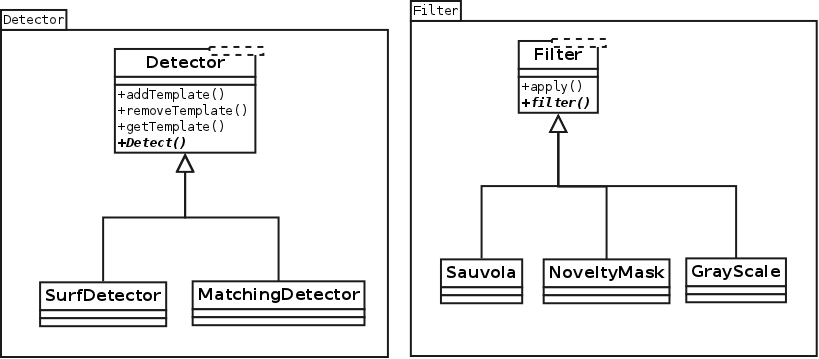 Detector
Detector
+addTemplate()
+removeTemplate()
+getTemplate()
+Detect()
SurfDetector
MatchingDetector
Filter
Filter
+apply()
+filter()
Sauvola
NoveltyMask
GrayScale